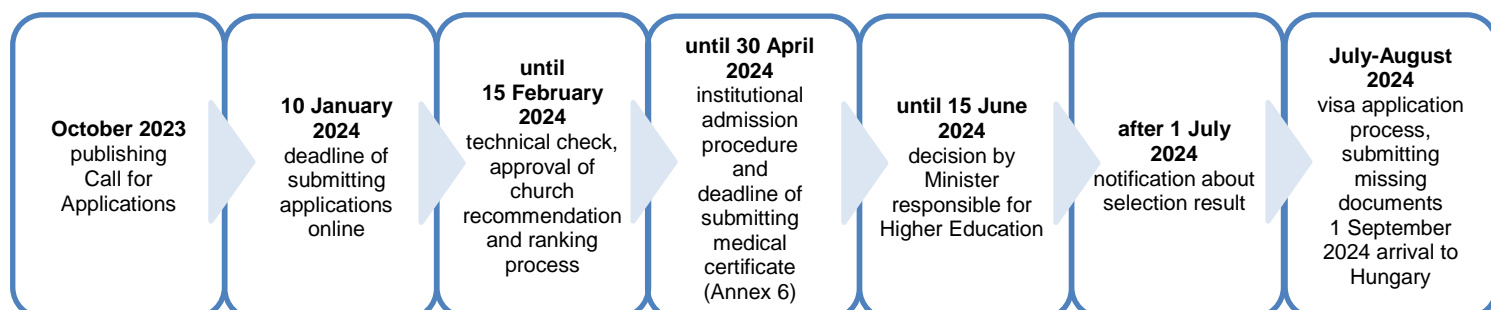 October 2023
publishing
Call for
Applications
10 January
2024
deadline of
submitting
applications
online
until
15 February
2024
technical check,
approval of
church
recommendation
and ranking
process
until 30 April
2024
institutional
admission
procedure
and
deadline of
submitting
medical
certificate
(Annex 6)
until 15 June
2024
decision by
Minister
responsible for
Higher Education
after 1 July
2024
notification about
selection result
July-August
2024
visa application
process,
submitting
missing
documents
1 September
2024 arrival to
Hungary